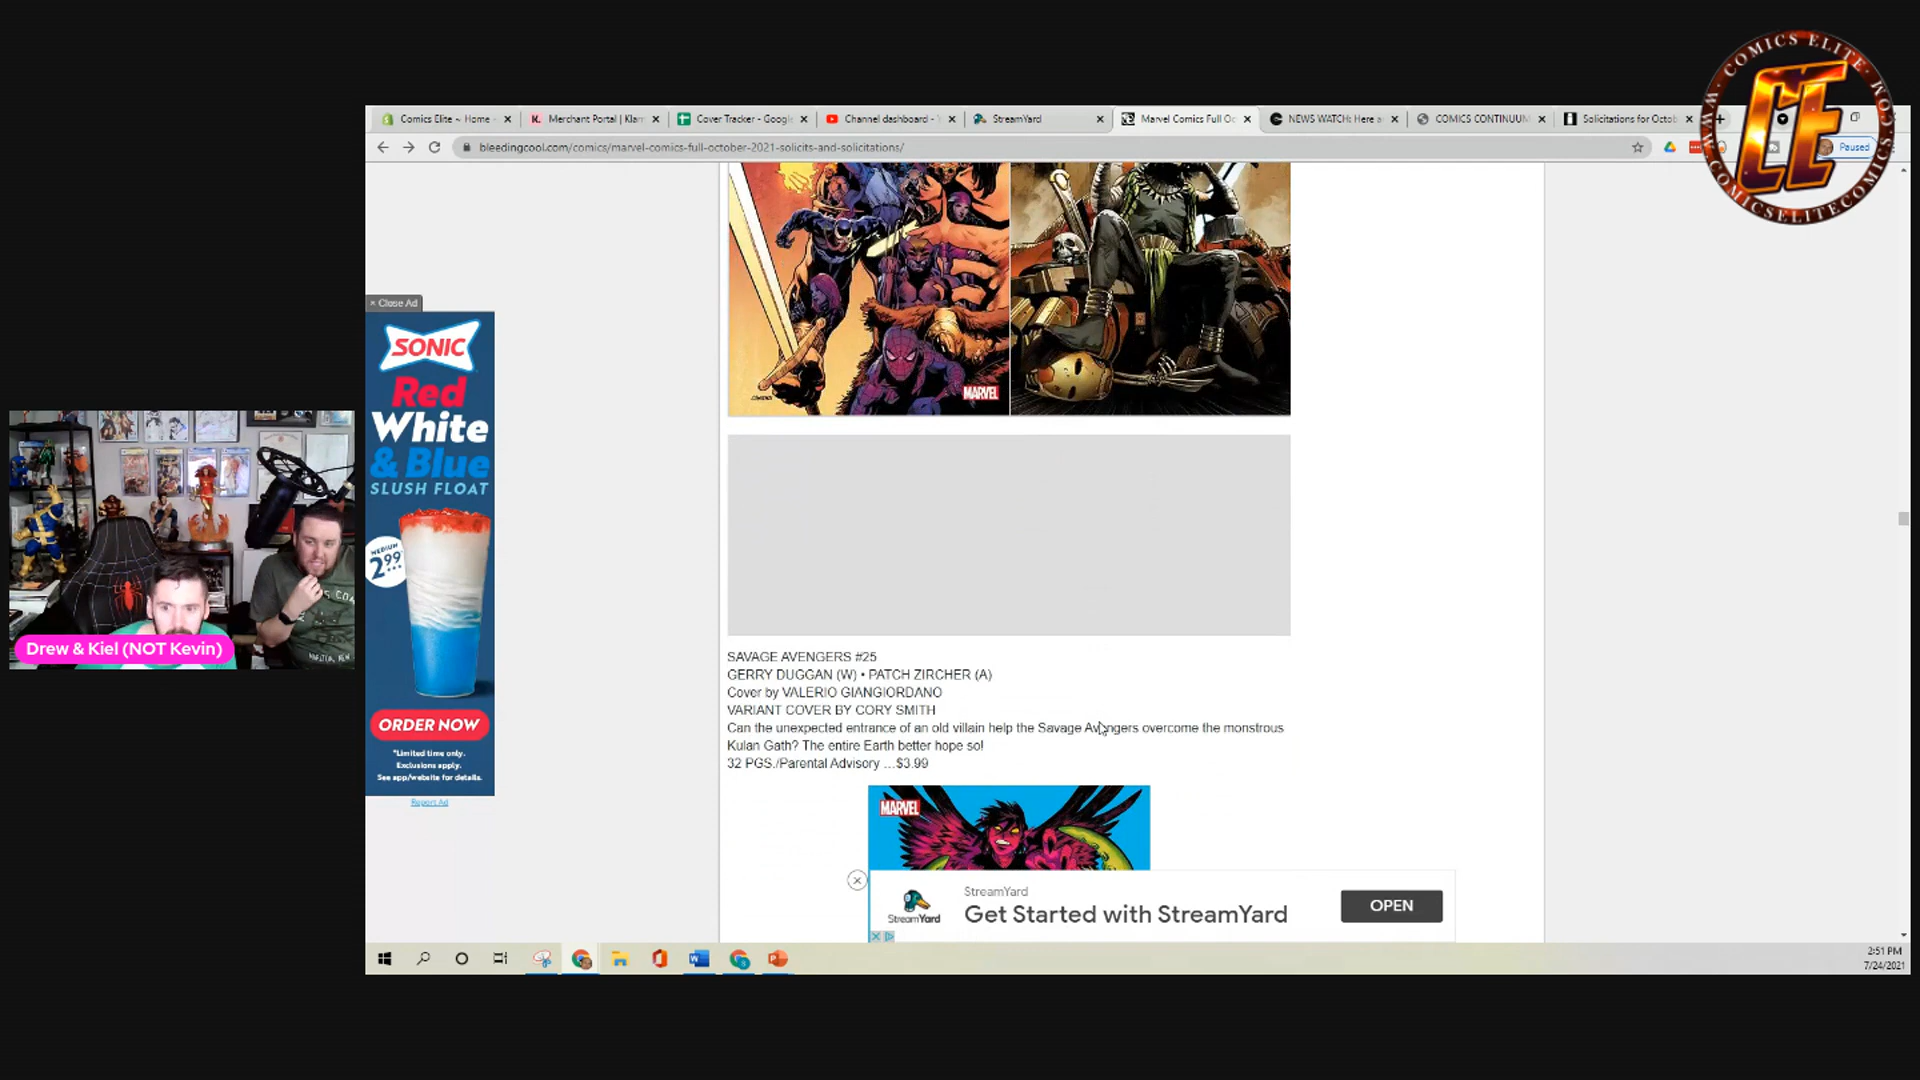 Comics Elite ~ Home -
Merchant Portal | Klarn
Cover Tracker - Google
Channel dashboard -
StreamYard
Marvel Comics Full Oc
NEWS WATCH: Here a
COMICS CONTINUUM
Solicitations for Octob
bleedingcool.com/comics/marvel-comics-full-october-2021-solicits-and-solicitations/
Paused
COMICS ELITE
CE
WWW.COMICSELITECOMICS.COM
MARVEL
× Close Ad
SONIC
Red
White
& Blue
SLUSH FLOAT
MEDIUM
2.99
ORDER NOW
*Limited time only.
Exclusions apply.
See app/website for details.
Report Ad
Drew & Kiel (NOT Kevin)
SAVAGE AVENGERS #25
GERRY DUGGAN (W) • PATCH ZIRCHER (A)
Cover by VALERIO GIANGIORDANO
VARIANT COVER BY CORY SMITH
Can the unexpected entrance of an old villain help the Savage Avengers overcome the monstrous
Kulan Gath? The entire Earth better hope so!
32 PGS./Parental Advisory …$3.99
MARVEL
StreamYard
StreamYard
Get Started with StreamYard
OPEN
2:51 PM
7/24/2021